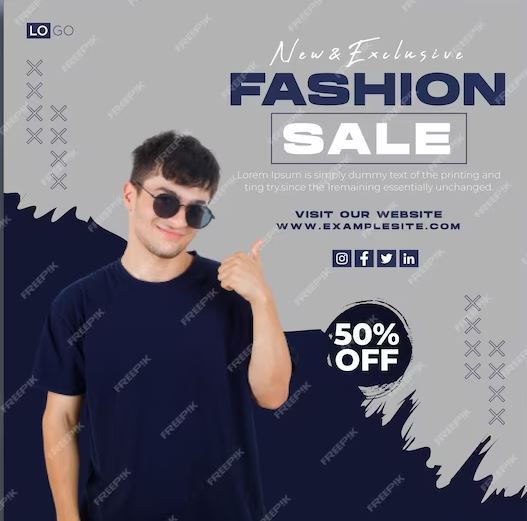 LOGO
New & Exclusive
FASHION
SALE
Lorem Ipsum is simply dummy text of the printing and
ting try.since the 1remaining essentially unchanged.
VISIT OUR WEBSITE
WWW.EXAMPLESITE.COM
50%
OFF
FREEPIK